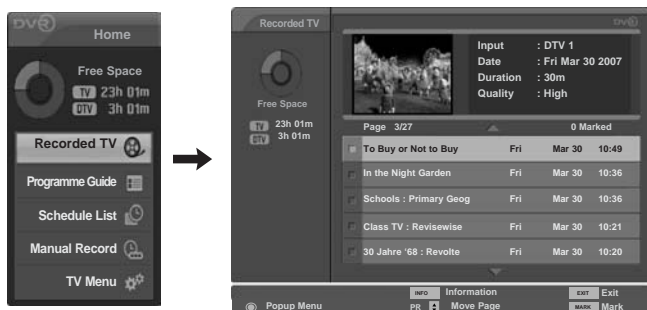 DVR
Home
Free Space
TV 23h 01m
DTV 3h 01m
Recorded TV
Programme Guide
Schedule List
Manual Record
TV Menu
Recorded TV
DVR
Free Space
TV 23h 01m
DTV 3h 01m
Input : DTV 1
Date : Fri Mar 30 2007
Duration : 30m
Quality : High
Page 3/27 0 Marked
To Buy or Not to Buy Fri Mar 30 10:49
In the Night Garden Fri Mar 30 10:36
Schools : Primary Geog Fri Mar 30 10:36
Class TV : Revisewise Fri Mar 30 10:21
30 Jahre '68 : Revolte Fri Mar 30 10:20
INFO Information EXIT Exit
Popup Menu PR Move Page MARK Mark